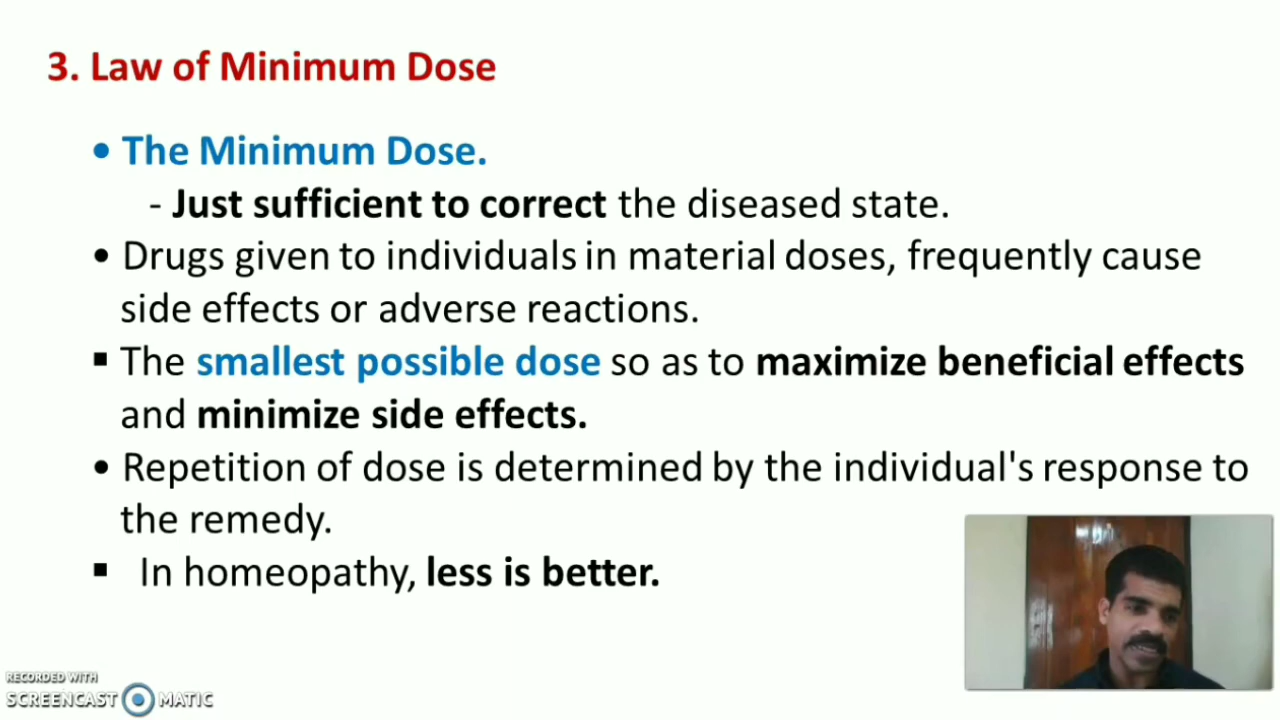 3. Law of Minimum Dose
• The Minimum Dose.
- Just sufficient to correct the diseased state.
• Drugs given to individuals in material doses, frequently cause
side effects or adverse reactions.
▪ The smallest possible dose so as to maximize beneficial effects
and minimize side effects.
• Repetition of dose is determined by the individual's response to
the remedy.
▪ In homeopathy, less is better.
RECORDED WITH
SCREENCAST MATIC